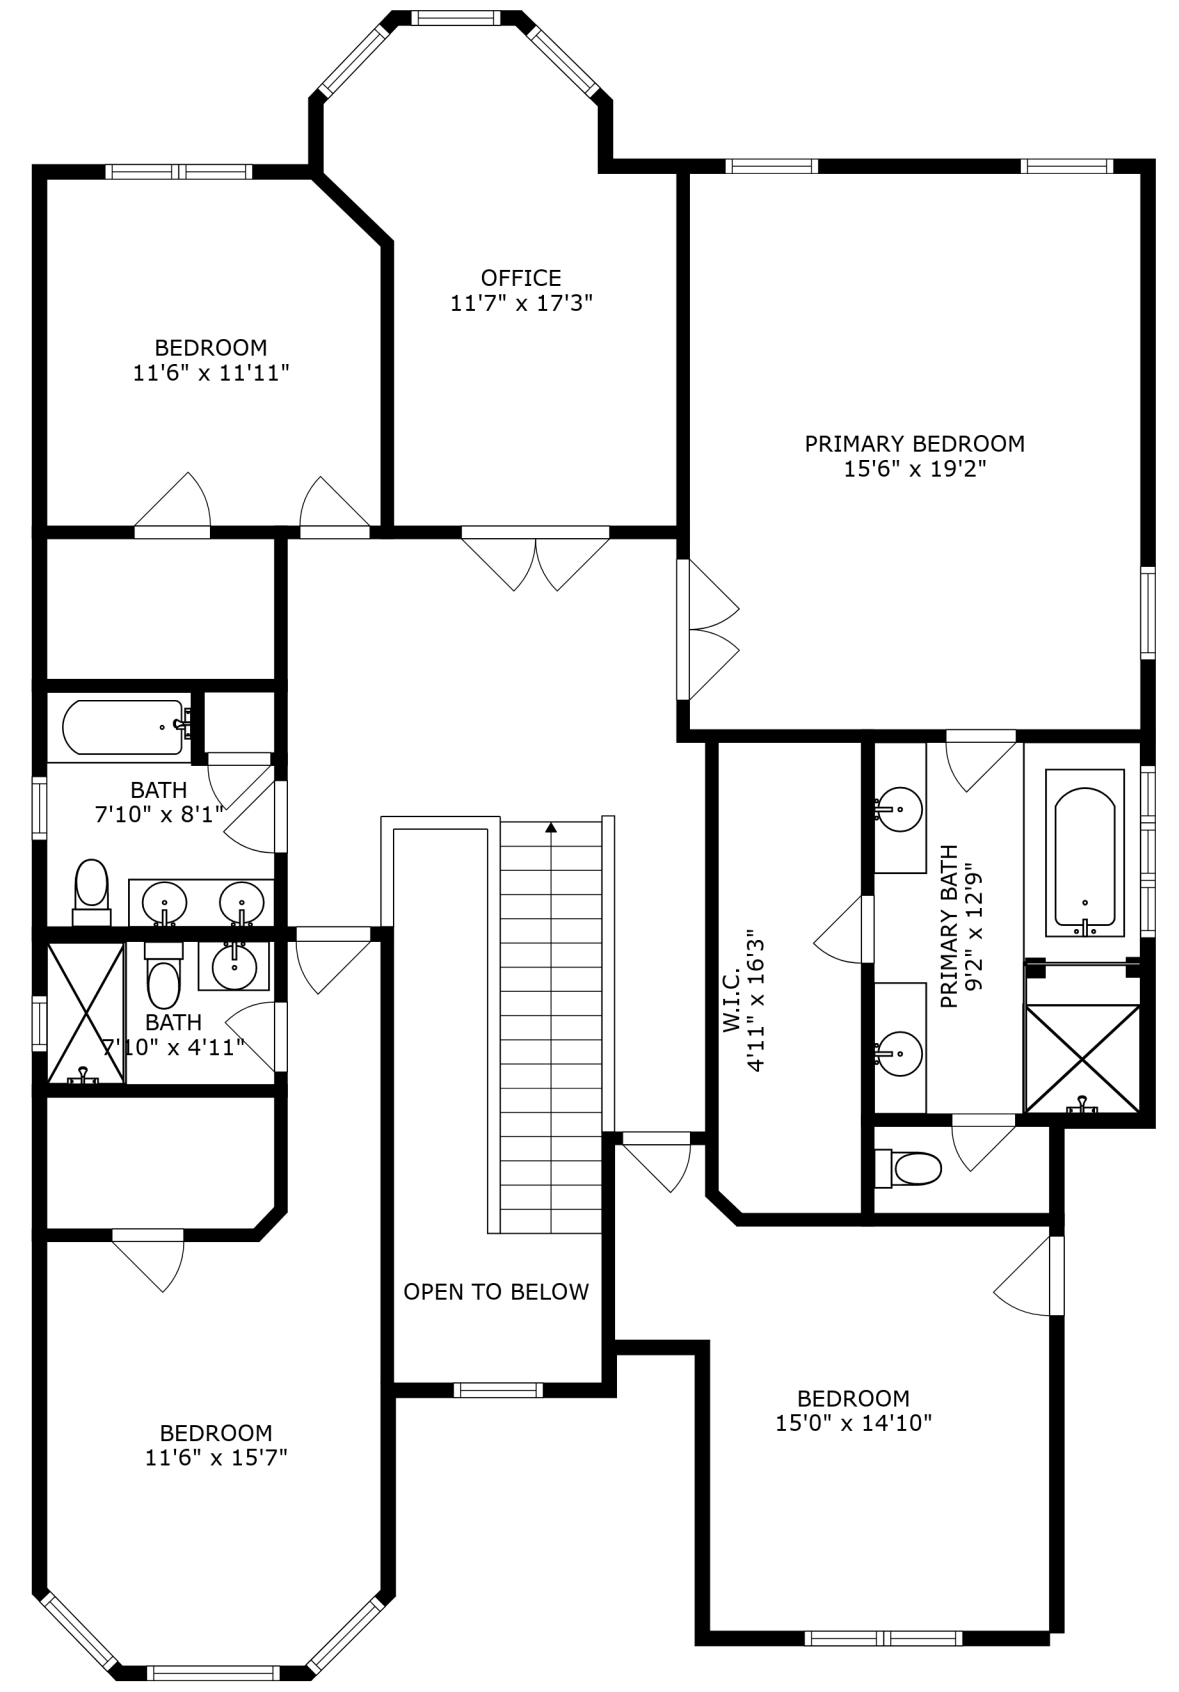 OFFICE
11'7" x 17'3"
BEDROOM
11'6" x 11'11"
PRIMARY BEDROOM
15'6" x 19'2"
BATH
7'10" x 8'1"
PRIMARY BATH
9'2" x 12'9"
W.I.C.
4'11" x 16'3"
BATH
7'10" x 4'11"
OPEN TO BELOW
BEDROOM
15'0" x 14'10"
BEDROOM
11'6" x 15'7"